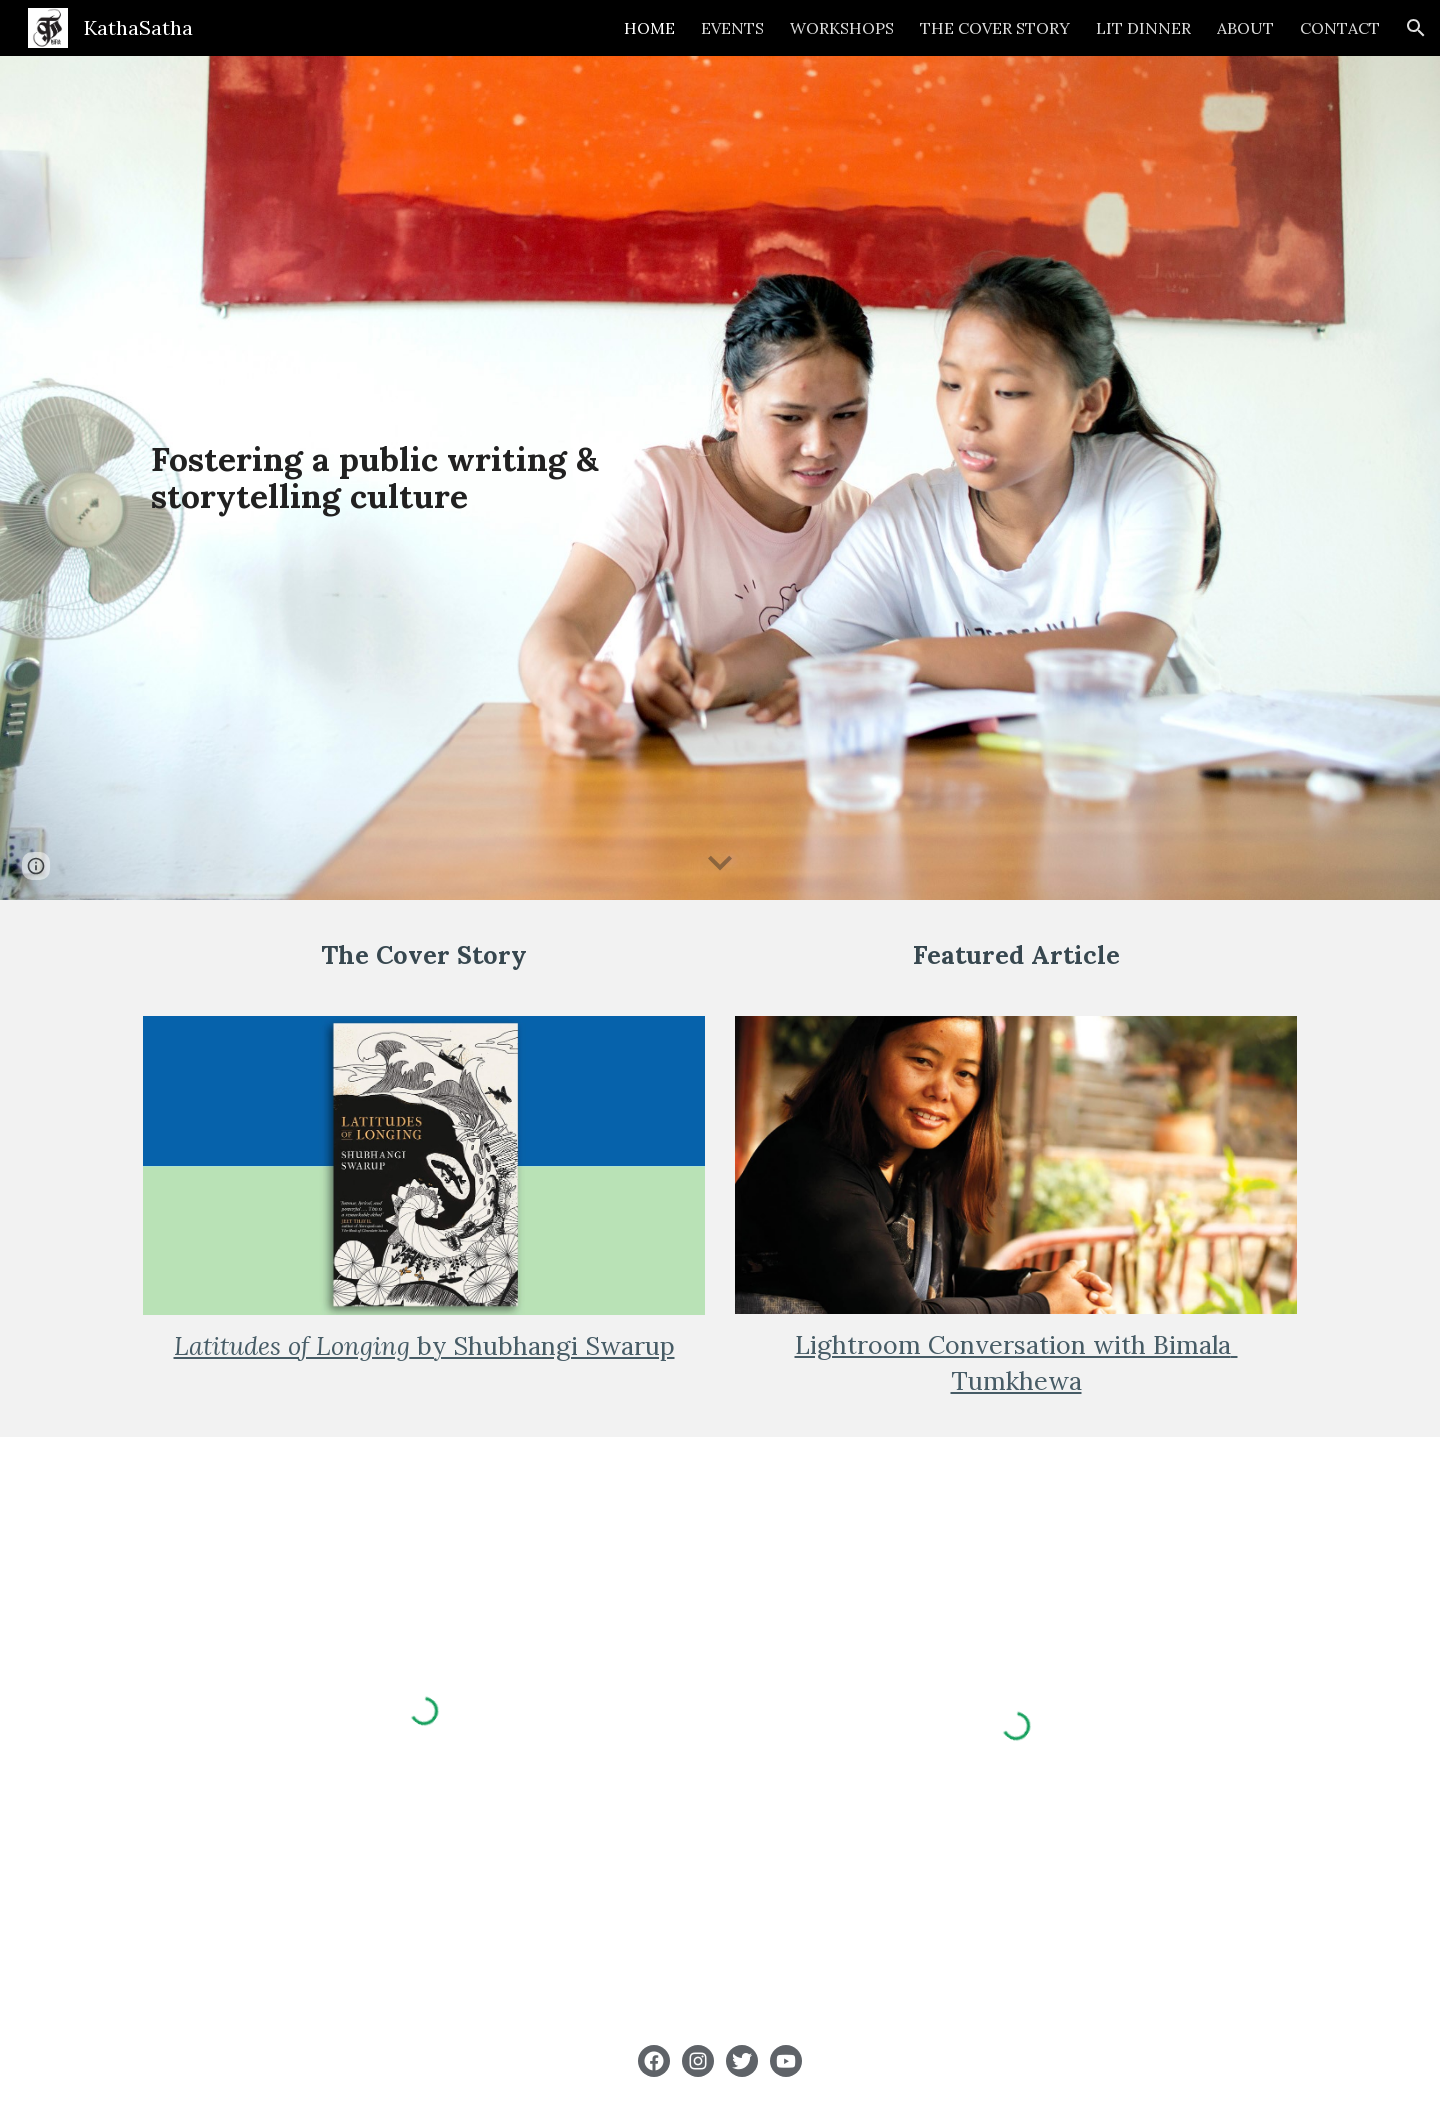 KathaSatha
HOME
EVENTS
WORKSHOPS
THE COVER STORY
LIT DINNER
ABOUT
CONTACT
Fostering a public writing &
storytelling culture
The Cover Story
Featured Article
LATITUDES
OF LONGING
SHUBHANGI
SWARUP
Latitudes of Longing by Shubhangi Swarup
Lightroom Conversation with Bimala
Tumkhewa